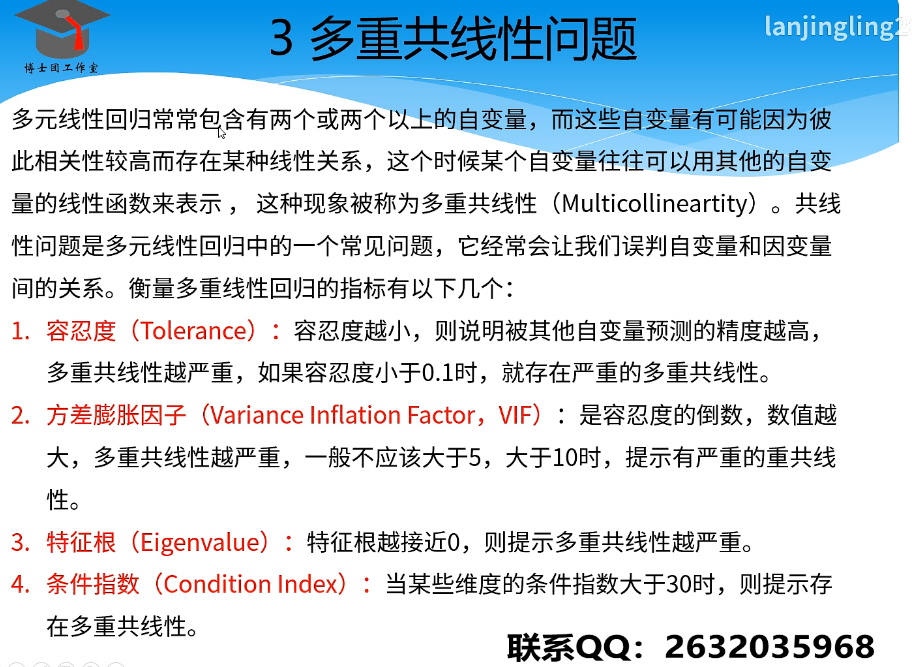 博士团工作室
3 多重共线性问题
lanjingling2
多元线性回归常常包含有两个或两个以上的自变量，而这些自变量有可能因为彼
此相关性较高而存在某种线性关系，这个时候某个自变量往往可以用其他的自变
量的线性函数来表示 ， 这种现象被称为多重共线性（Multicollineartity）。共线
性问题是多元线性回归中的一个常见问题，它经常会让我们误判自变量和因变量
间的关系。衡量多重线性回归的指标有以下几个：
1. 容忍度（Tolerance）：容忍度越小，则说明被其他自变量预测的精度越高，
多重共线性越严重，如果容忍度小于0.1时，就存在严重的多重共线性。
2. 方差膨胀因子（Variance Inflation Factor，VIF）：是容忍度的倒数，数值越
大，多重共线性越严重，一般不应该大于5，大于10时，提示有严重的重共线
性。
3. 特征根（Eigenvalue）：特征根越接近0，则提示多重共线性越严重。
4. 条件指数（Condition Index）：当某些维度的条件指数大于30时，则提示存
在多重共线性。
联系QQ：2632035968